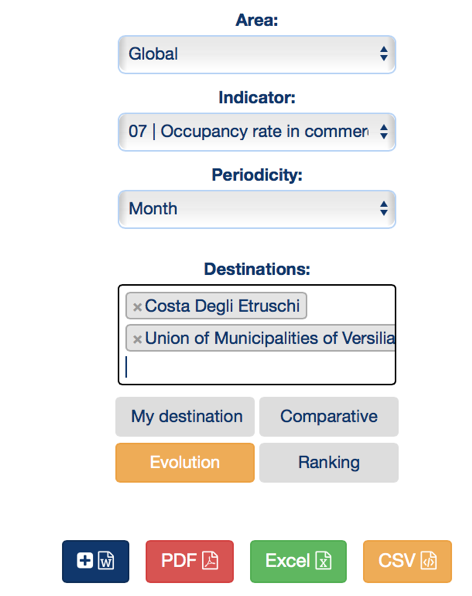 Area:
Global
Indicator:
07 | Occupancy rate in commer
Periodicity:
Month
Destinations:
× Costa Degli Etruschi
× Union of Municipalities of Versilia
My destination
Comparative
Evolution
Ranking
W
PDF
Excel X
CSV